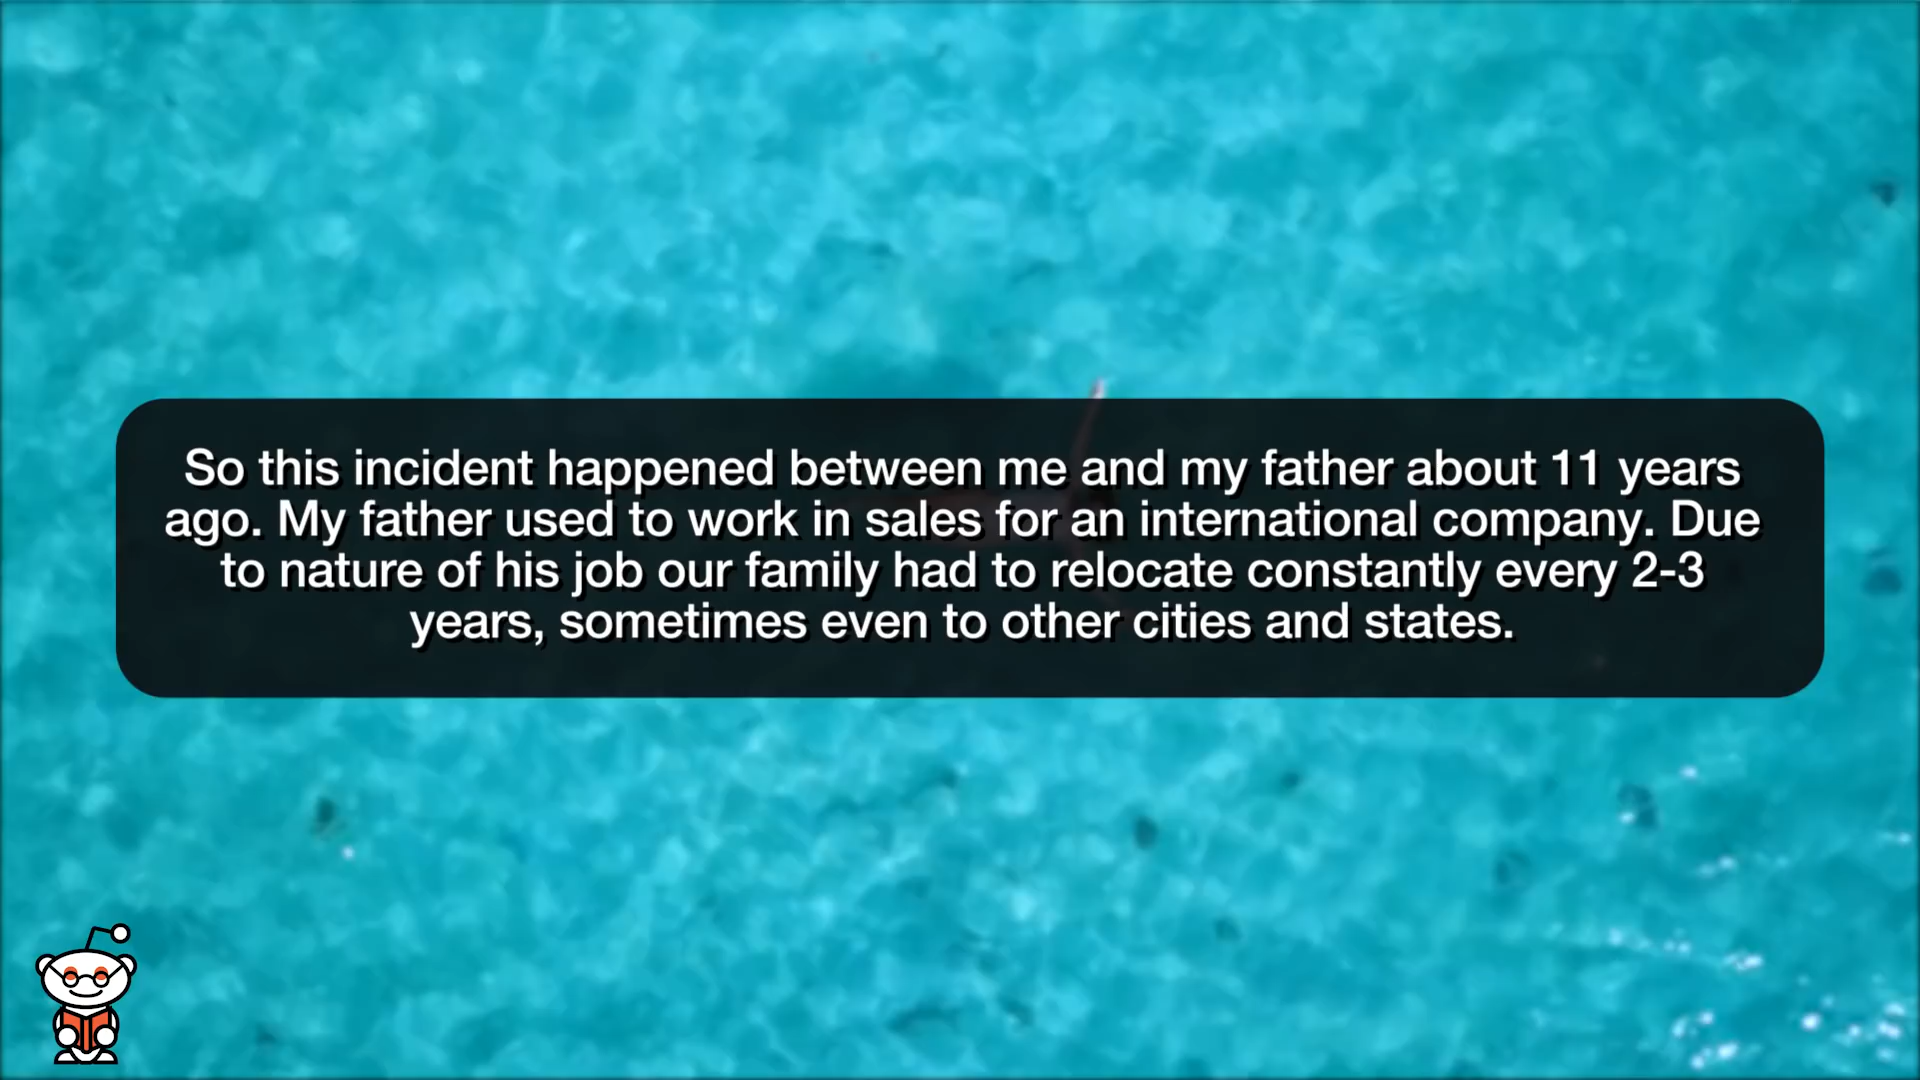 So this incident happened between me and my father about 11 years
ago. My father used to work in sales for an international company. Due
to nature of his job our family had to relocate constantly every 2-3
years, sometimes even to other cities and states.